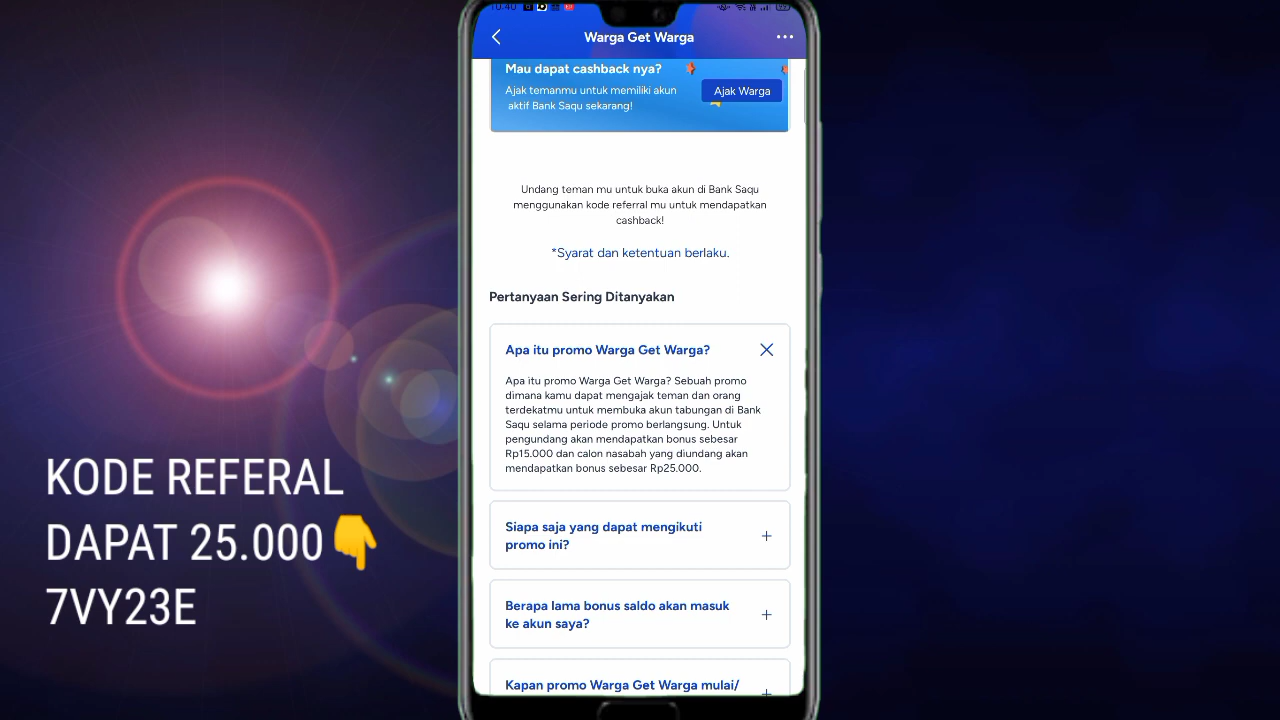 10:40
Warga Get Warga
Mau dapat cashback nya?
Ajak temanmu untuk memiliki akun
aktif Bank Saqu sekarang!
Ajak Warga
Undang teman mu untuk buka akun di Bank Saqu
menggunakan kode referral mu untuk mendapatkan
cashback!
*Syarat dan ketentuan berlaku.
Pertanyaan Sering Ditanyakan
Apa itu promo Warga Get Warga?
Apa itu promo Warga Get Warga? Sebuah promo
dimana kamu dapat mengajak teman dan orang
terdekatmu untuk membuka akun tabungan di Bank
Saqu selama periode promo berlangsung. Untuk
pengundang akan mendapatkan bonus sebesar
Rp15.000 dan calon nasabah yang diundang akan
mendapatkan bonus sebesar Rp25.000.
Siapa saja yang dapat mengikuti
promo ini?
Berapa lama bonus saldo akan masuk
ke akun saya?
Kapan promo Warga Get Warga mulai/
KODE REFERAL
DAPAT 25.000👇
7VY23E